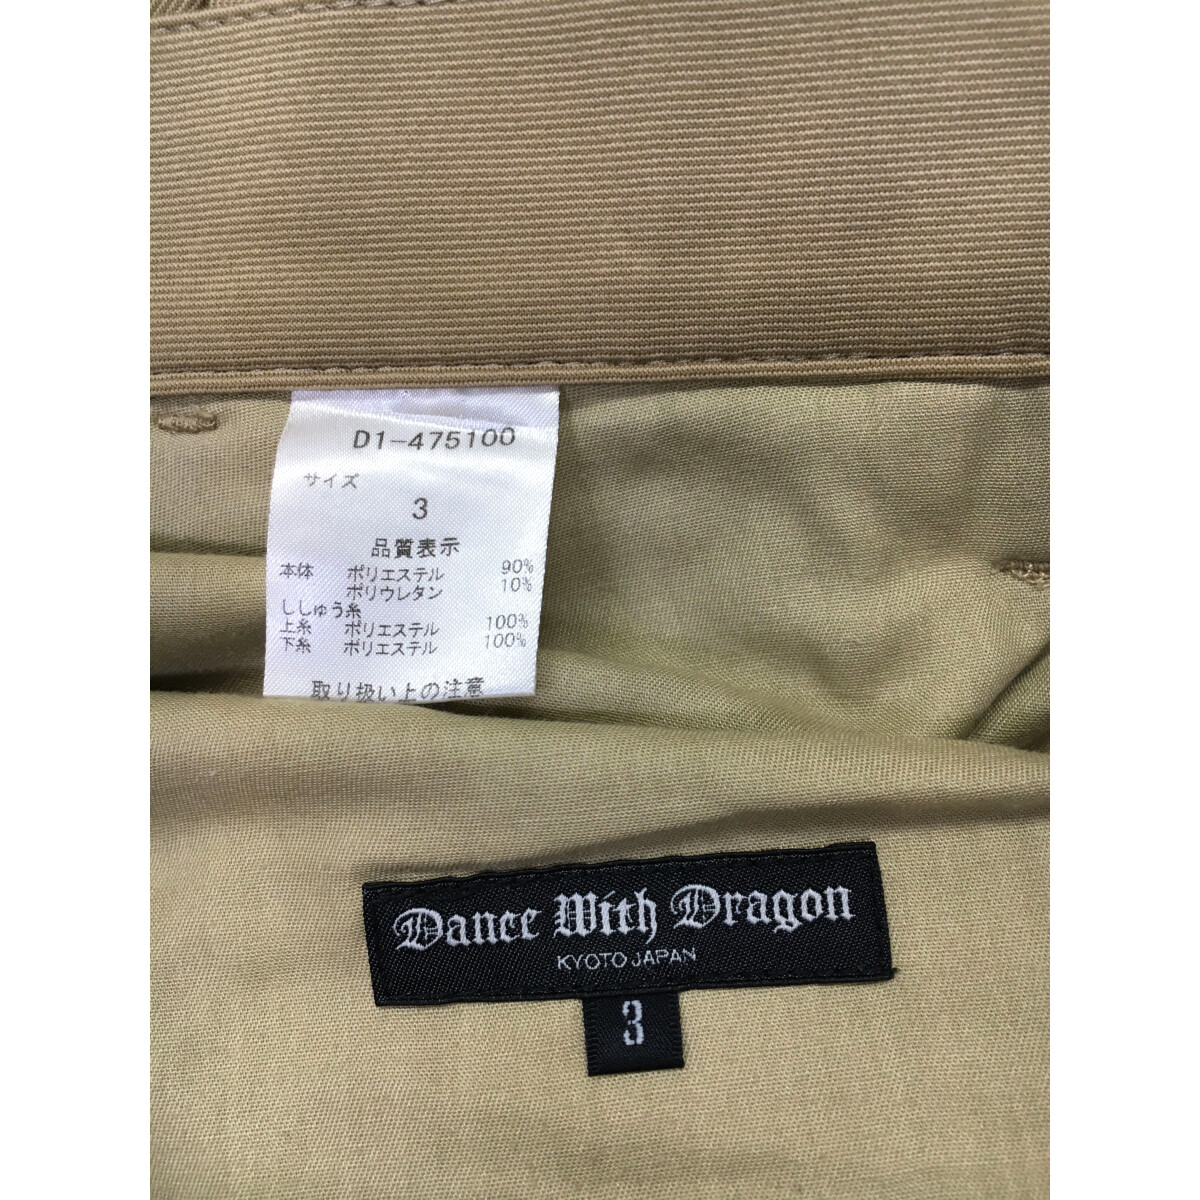 D1-475100
サイズ
3
品質表示
本体 ポリエステル 90%
ポリウレタン 10%
ししゅう糸
上糸 ポリエステル 100%
下糸 ポリエステル 100%
取り扱い上の注意
Dance With Dragon
KYOTO JAPAN
3